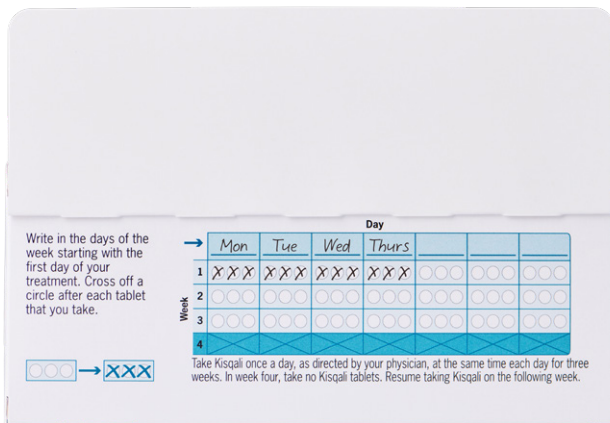 Write in the days of the
week starting with the
first day of your
treatment. Cross off a
circle after each tablet
that you take.
XXX
Day
Mon Tue Wed Thurs
Week
1 XXX XXX XXX XXX
2
3
4
Take Kisqali once a day, as directed by your physician, at the same time each day for three
weeks. In week four, take no Kisqali tablets. Resume taking Kisqali on the following week.